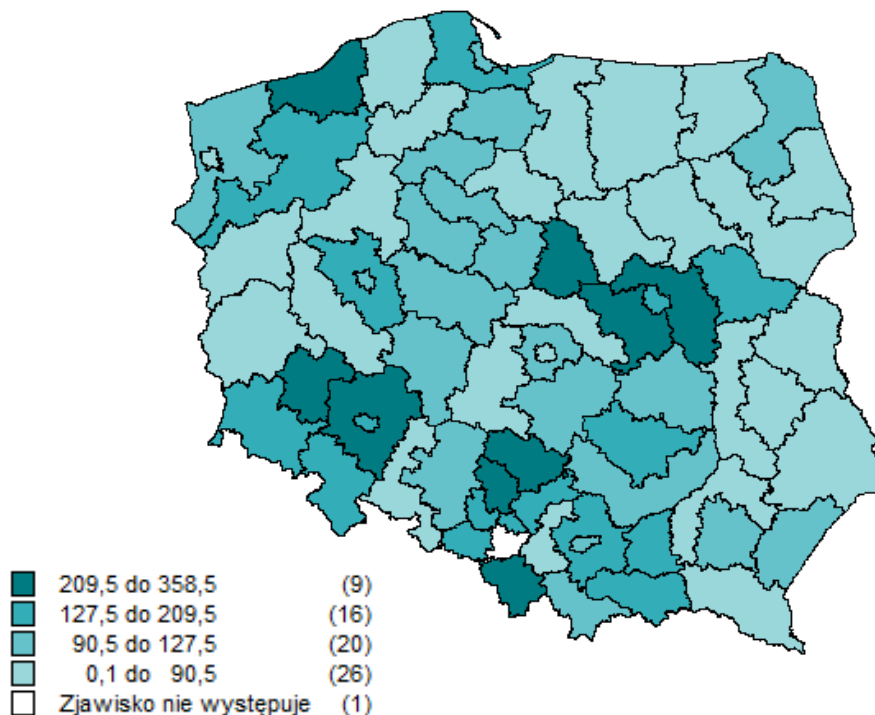 209,5 do 358,5 (9)
127,5 do 209,5 (16)
90,5 do 127,5 (20)
0,1 do 90,5 (26)
Zjawisko nie występuje (1)